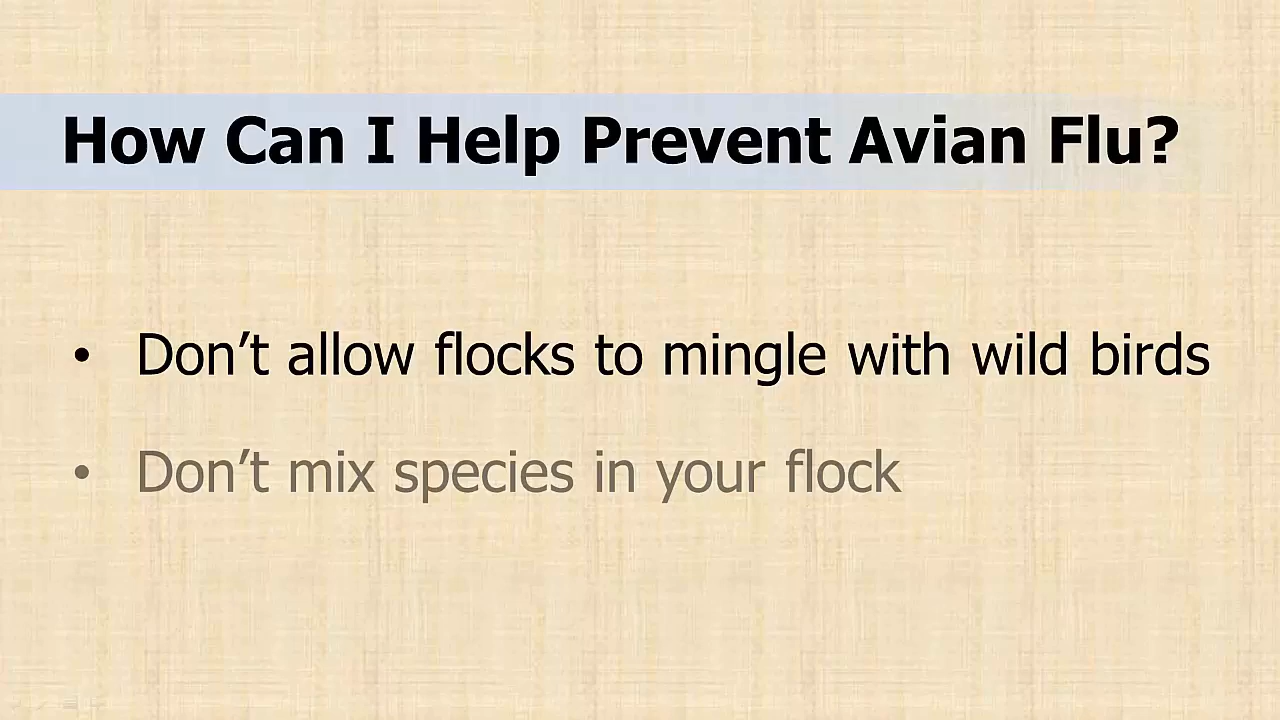 How Can I Help Prevent Avian Flu?
• Don’t allow flocks to mingle with wild birds
• Don’t mix species in your flock